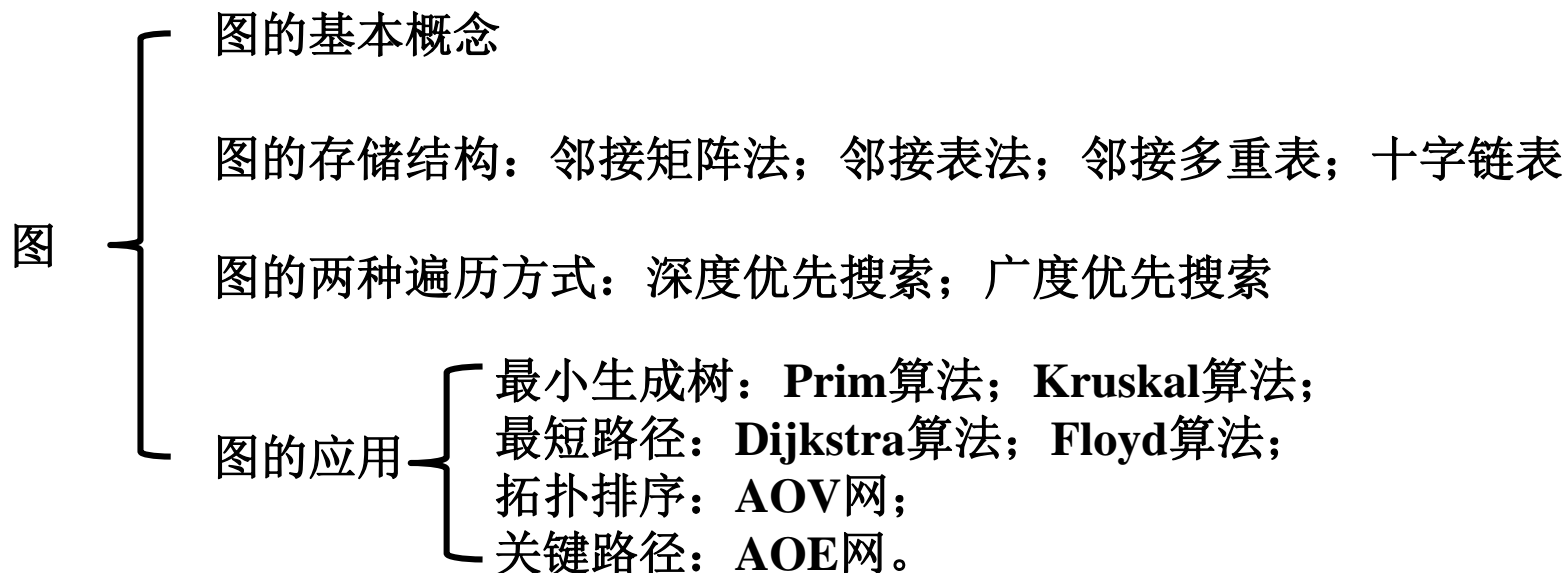 图的基本概念
图的存储结构：邻接矩阵法；邻接表法；邻接多重表；十字链表
图
图的两种遍历方式：深度优先搜索；广度优先搜索
图的应用
最小生成树：Prim算法；Kruskal算法；
最短路径：Dijkstra算法；Floyd算法；
拓扑排序：AOV网；
关键路径：AOE网。